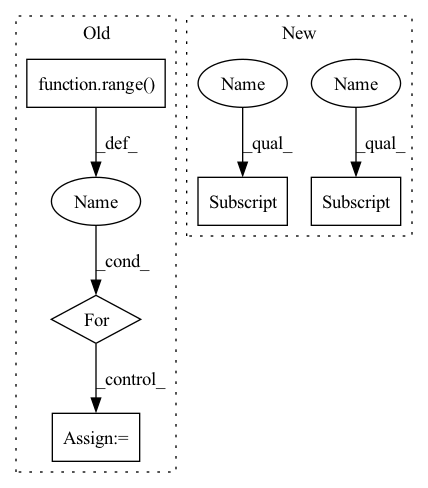 Old
New
function.range()
Name
Name
_def_
_qual_
_qual_
Name
Subscript
Subscript
_cond_
For
_control_
Assign:=